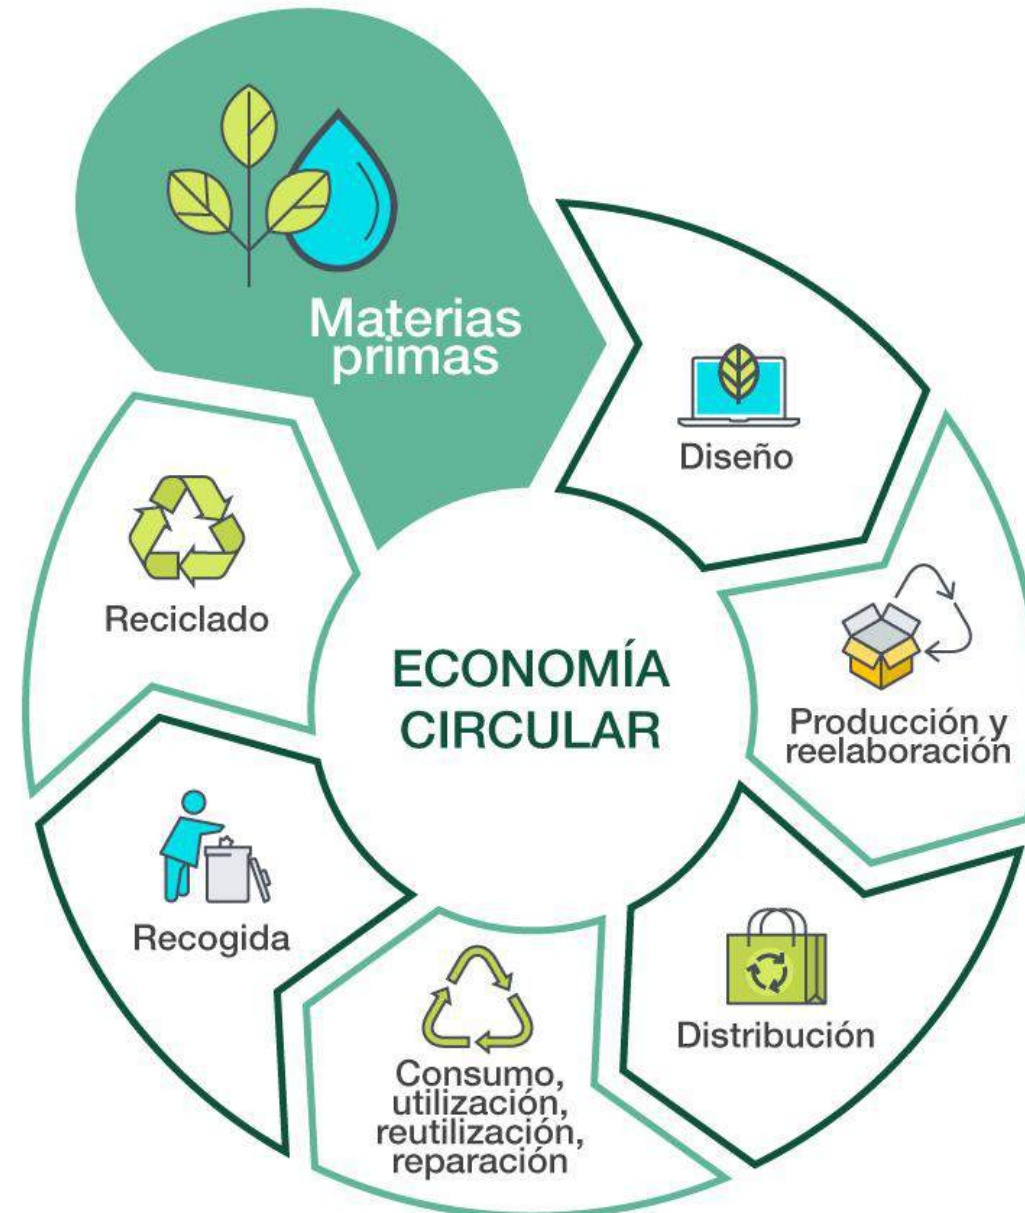 Materias
primas
Diseño
Producción y
reelaboración
Distribución
Consumo,
utilización,
reutilización,
reparación
Recogida
Reciclado
ECONOMÍA
CIRCULAR